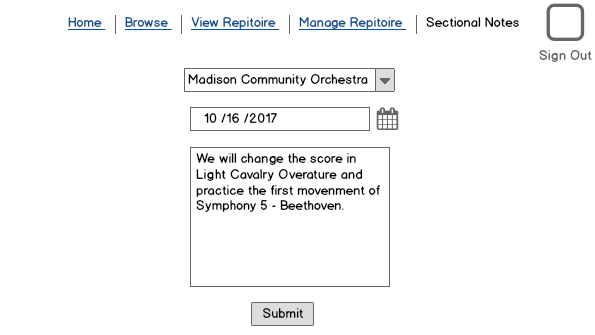 Home Browse View Repitoire Manage Repitoire Sectional Notes
Sign Out
Madison Community Orchestra
10 /16 /2017
We will change the score in
Light Cavalry Overature and
practice the first movenment of
Symphony 5 - Beethoven.
Submit